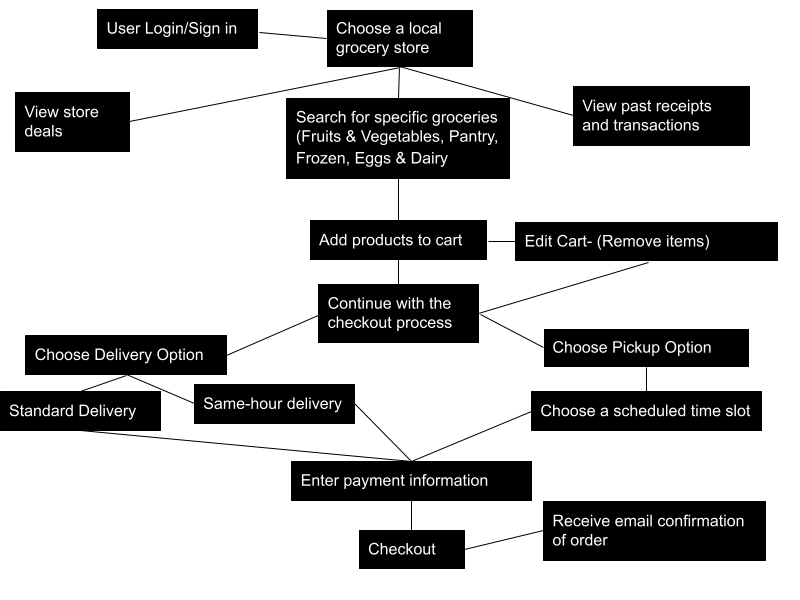 User Login/Sign in
Choose a local
grocery store
View store
deals
Search for specific groceries
(Fruits & Vegetables, Pantry,
Frozen, Eggs & Dairy
View past receipts
and transactions
Add products to cart
Edit Cart- (Remove items)
Continue with the
checkout process
Choose Delivery Option
Choose Pickup Option
Standard Delivery
Same-hour delivery
Choose a scheduled time slot
Enter payment information
Checkout
Receive email confirmation
of order